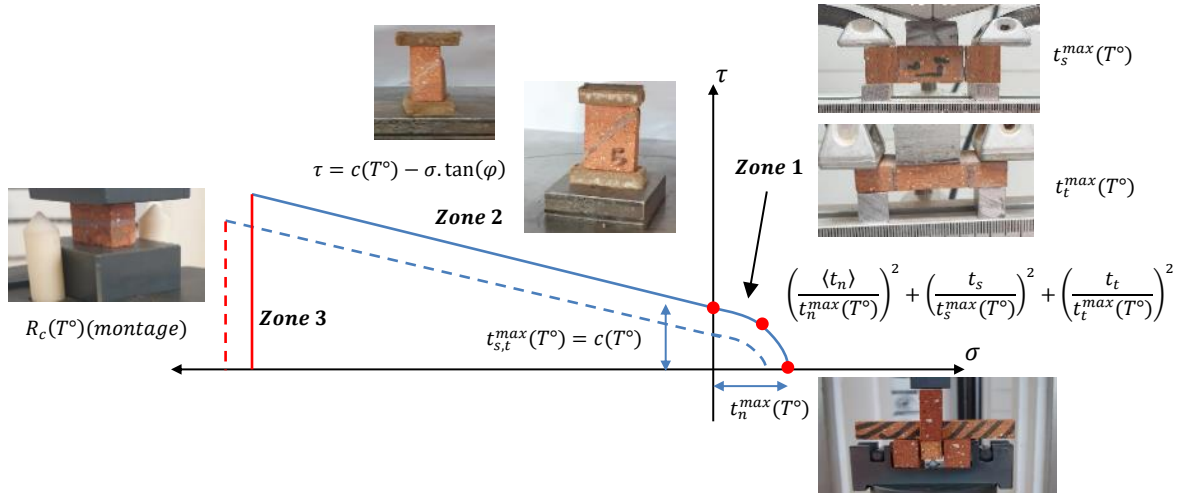 τ
t_s^{max}(T°)
τ = c(T°) − σ.tan(φ)
Zone 1
5
t_t^{max}(T°)
Zone 2
(⟨t_n⟩/t_n^{max}(T°))^2 + (t_s/t_s^{max}(T°))^2 + (t_t/t_t^{max}(T°))^2
R_c(T°)(montage)
Zone 3
t_{s,t}^{max}(T°) = c(T°)
σ
t_n^{max}(T°)